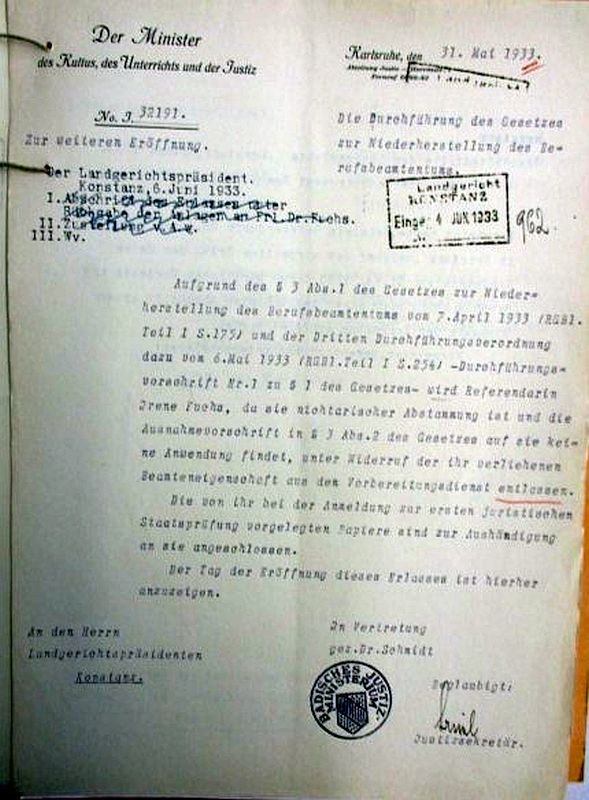 Der Minister
des Kultus, des Unterrichts und der Justiz
Karlsruhe, den 31. Mai 1933.
No. J. 32191.
Zur weiteren Eröffnung.
Der Landgerichtspräsident.
Konstanz, 6. Juni 1933.
I. Abschrift des Erlasses unter
Rückgabe der Anlagen an Frl. Dr. Fuchs.
II. Zustellung
III. Wv.
Die Durchführung des Gesetzes
zur Niederherstellung des Be-
rufsbeamtentums.
Landgericht
KONSTANZ
Einge. 4. JUNI 1933
962.
Aufgrund des § 3 Abs.1 des Gesetzes zur Nieder-
herstellung des Berufsbeamtentums vom 7.April 1933 (RGBl.
Teil I S.175) und der Dritten Durchführungsverordnung
dazu vom 6.Mai 1933 (RGBl.Teil I S.254) -Durchführungs-
vorschrift Nr.1 zu § 1 des Gesetzes- wird Referendarin
Irene Fuchs, da sie nichtarischer Abstammung ist und die
Ausnahmevorschrift in § 3 Abs.2 des Gesetzes auf sie kei-
ne Anwendung findet, unter Widerruf der ihr verliehenen
Beamteneigenschaft aus dem Vorbereitungsdienst entlassen.
Die von ihr bei der Anmeldung zur ersten juristischen
Staatsprüfung vorgelegten Papiere sind zur Aushändigung
an sie angeschlossen.
Der Tag der Eröffnung dieses Erlasses ist hierher
anzuzeigen.
An den Herrn
Landgerichtspräsidenten
Konstanz.
In Vertretung
gez.Dr.Schmidt
BADISCHES JUSTIZ-
MINISTERIUM
Beglaubigt:
Justizsekretär.